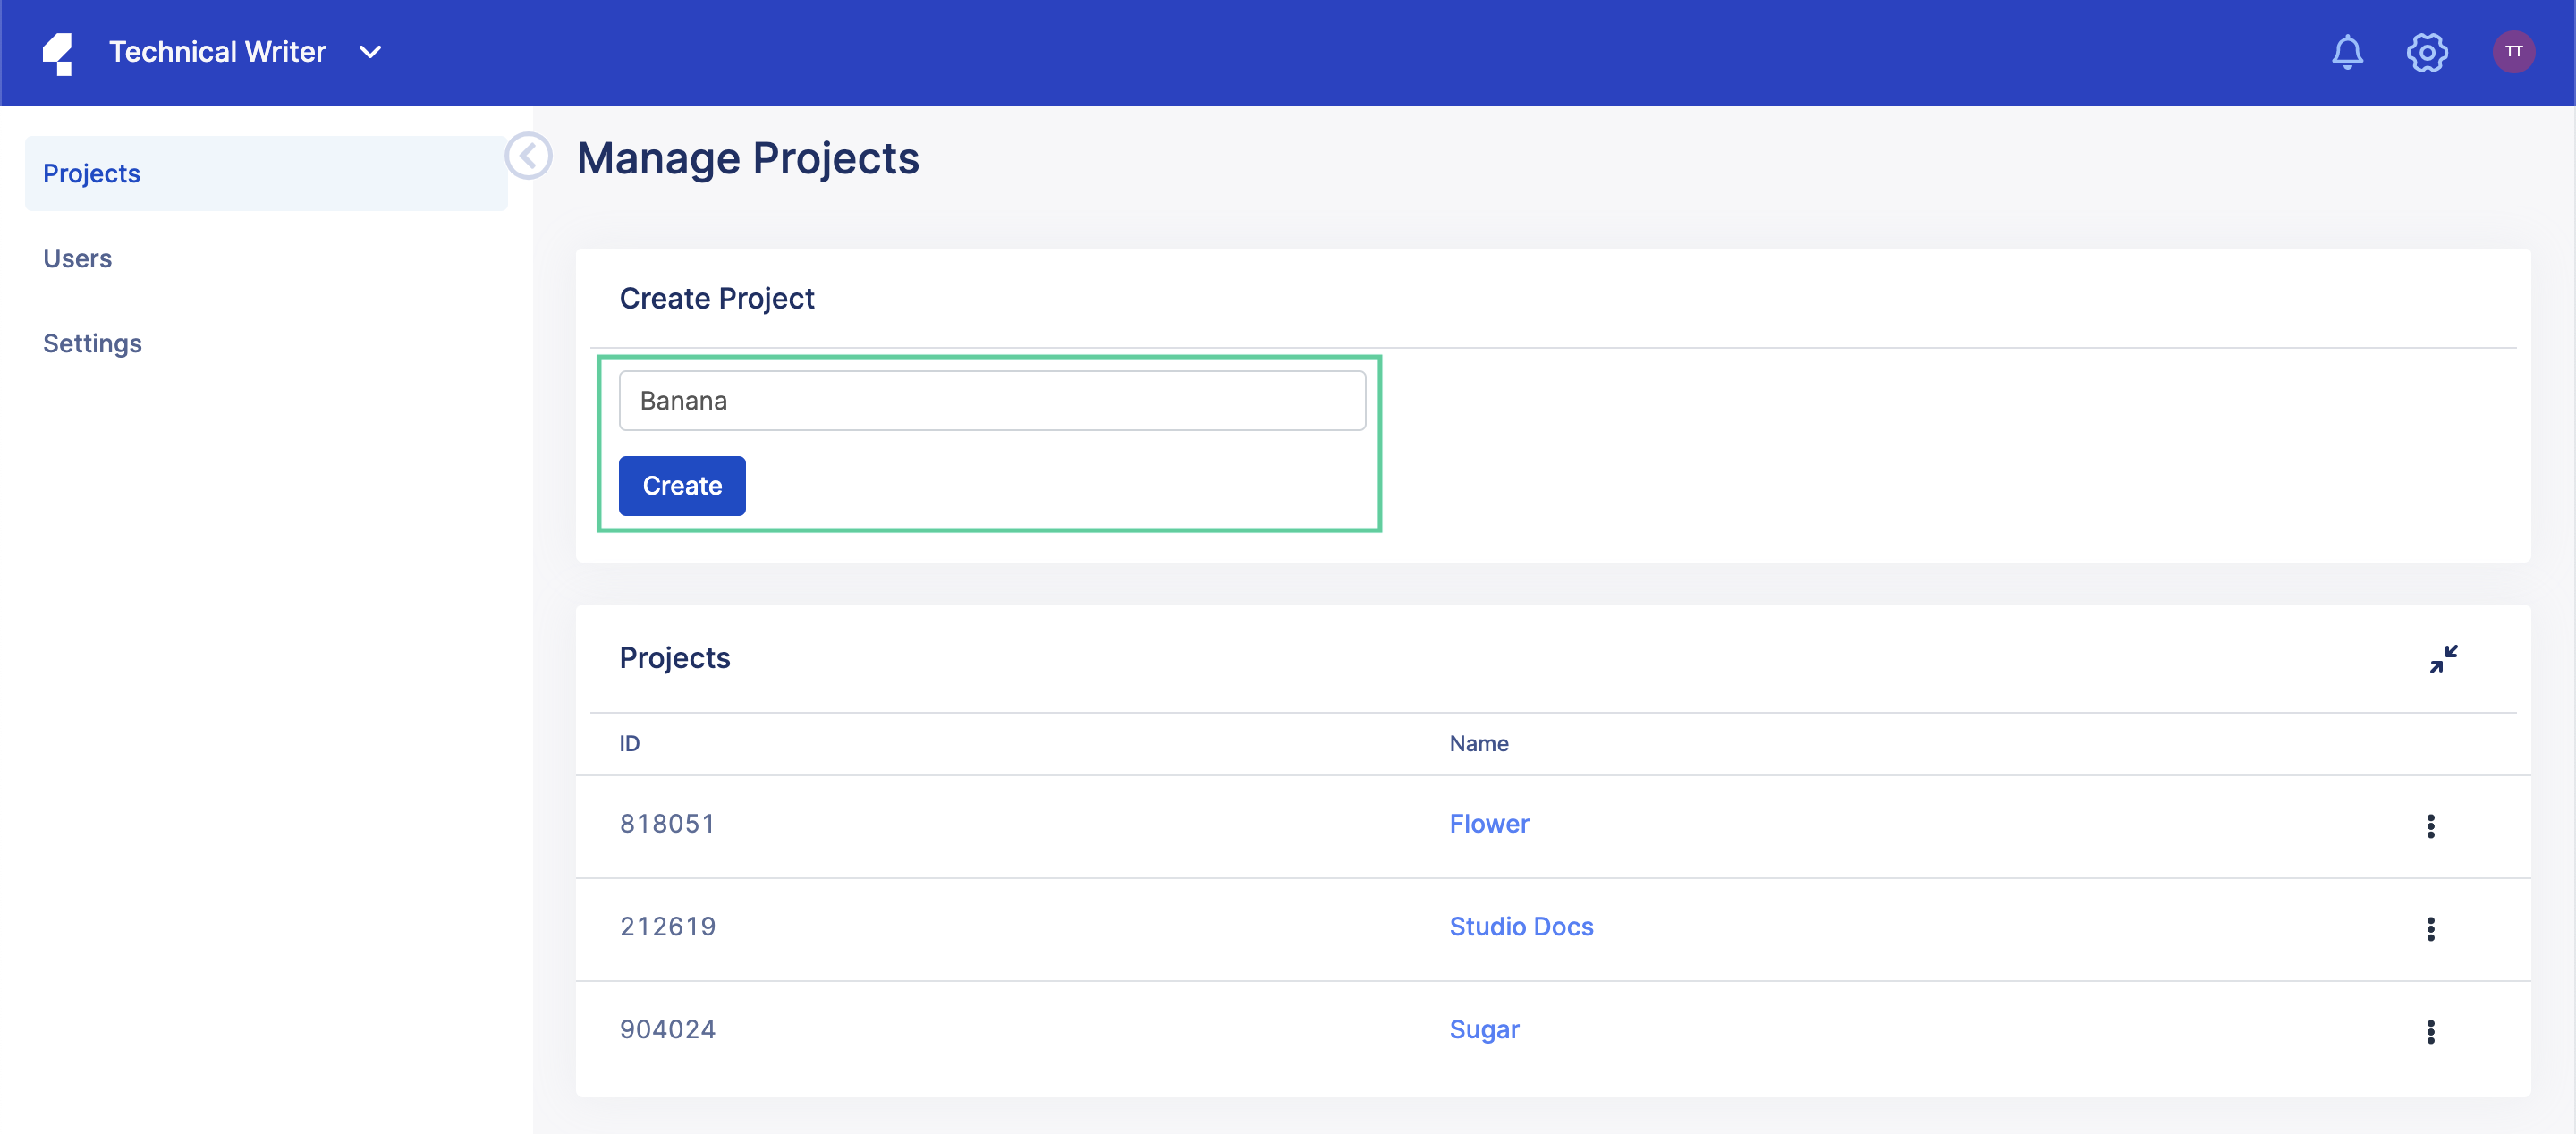 Technical Writer
TT
Projects
Users
Settings
Manage Projects
Create Project
Banana
Create
Projects
ID Name
818051 Flower
212619 Studio Docs
904024 Sugar